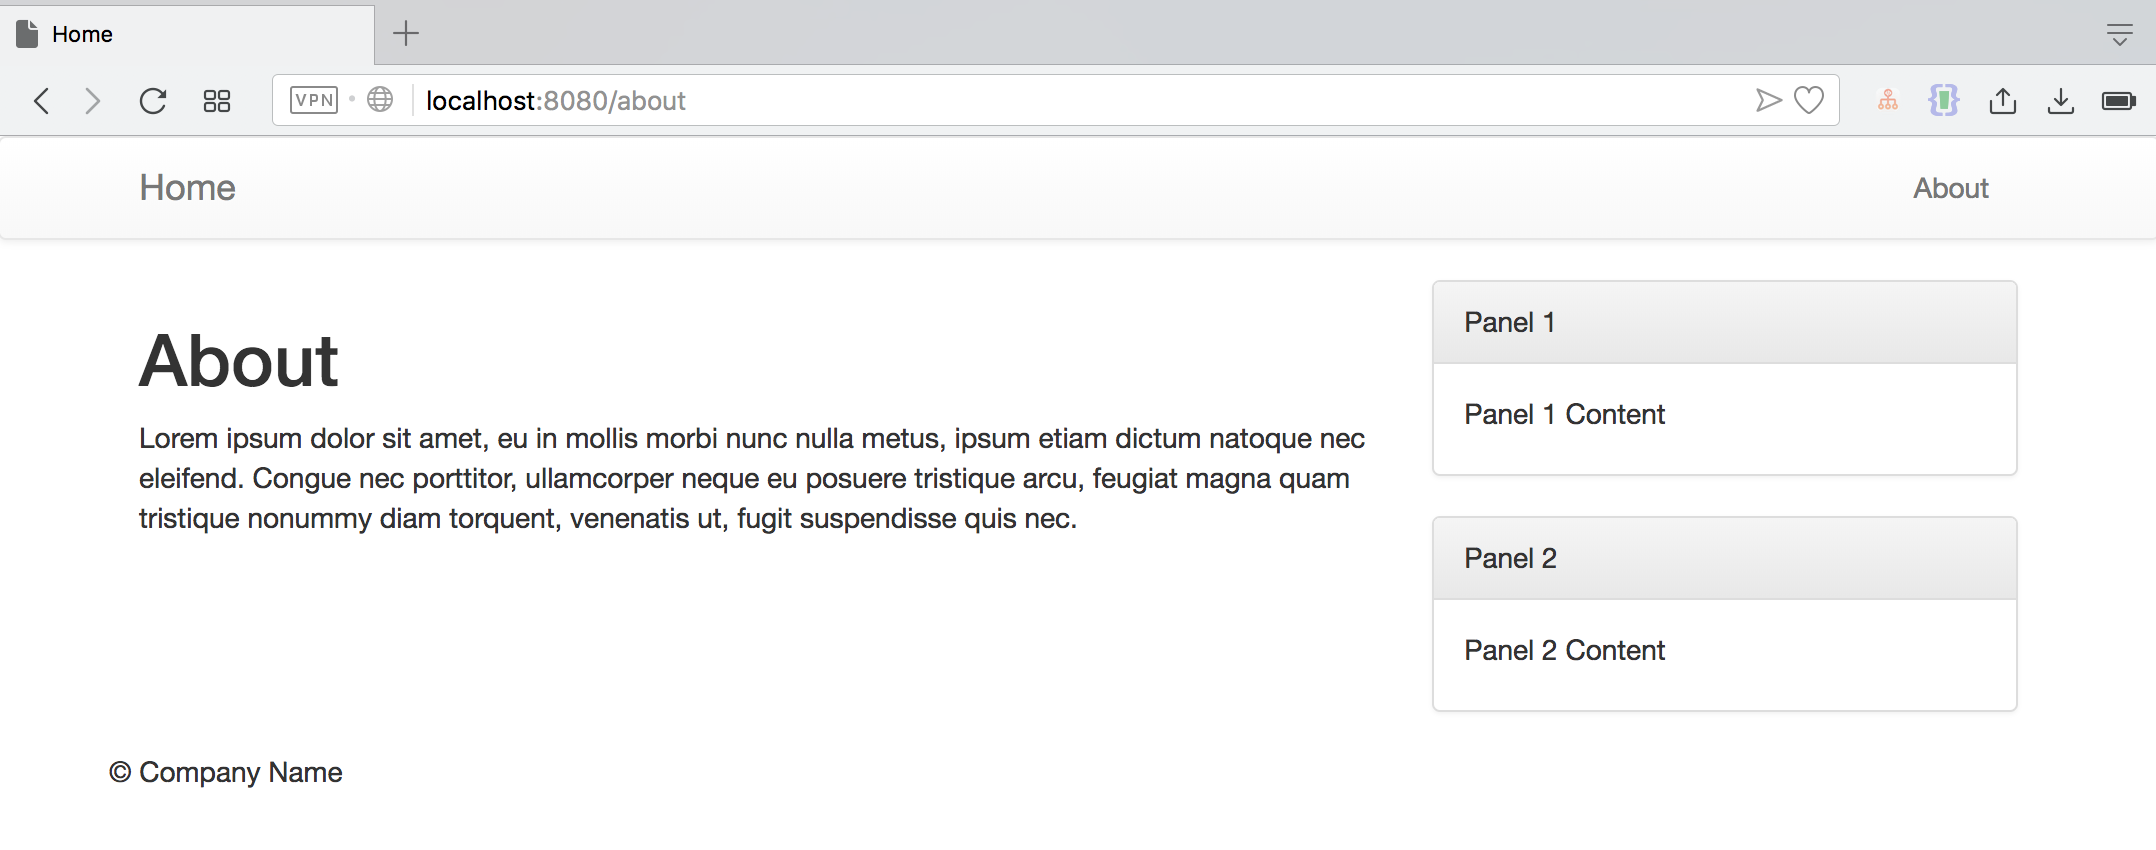 Home
VPN localhost:8080/about
Home About
About
Lorem ipsum dolor sit amet, eu in mollis morbi nunc nulla metus, ipsum etiam dictum natoque nec
eleifend. Congue nec porttitor, ullamcorper neque eu posuere tristique arcu, feugiat magna quam
tristique nonummy diam torquent, venenatis ut, fugit suspendisse quis nec.
Panel 1
Panel 1 Content
Panel 2
Panel 2 Content
© Company Name